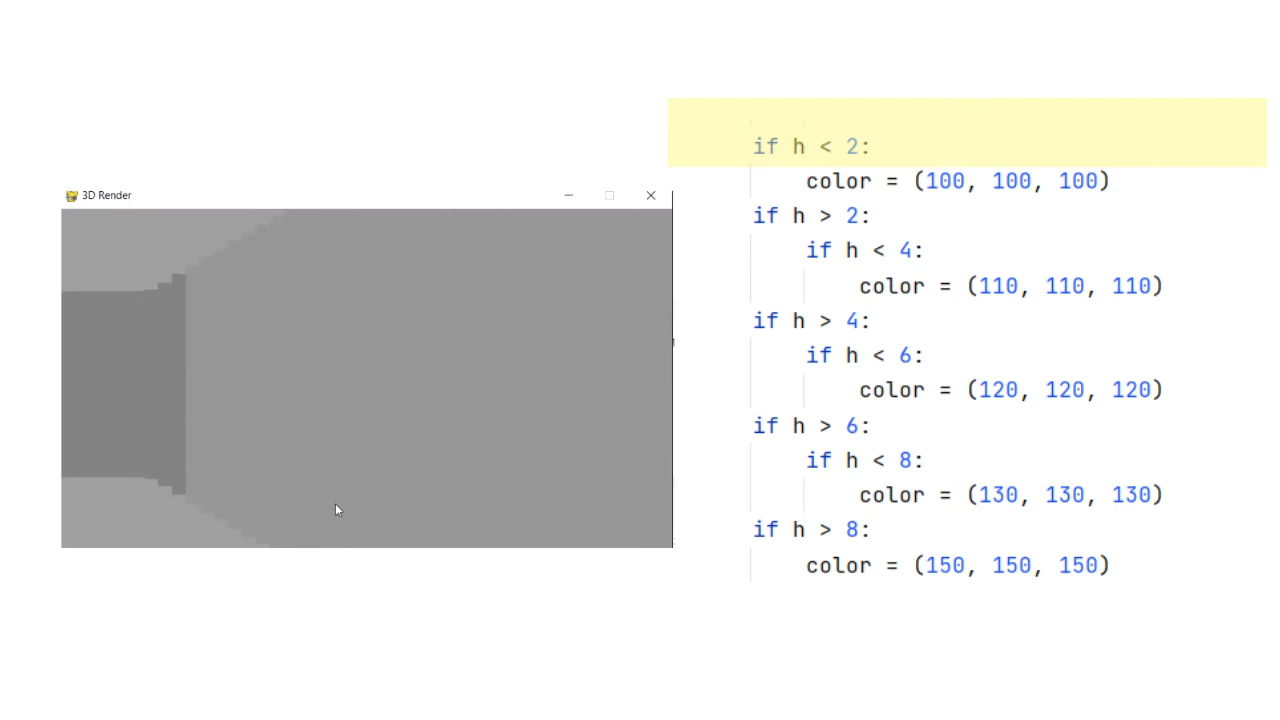 3D Render
if h < 2:
    color = (100, 100, 100)
if h > 2:
    if h < 4:
        color = (110, 110, 110)
if h > 4:
    if h < 6:
        color = (120, 120, 120)
if h > 6:
    if h < 8:
        color = (130, 130, 130)
if h > 8:
    color = (150, 150, 150)